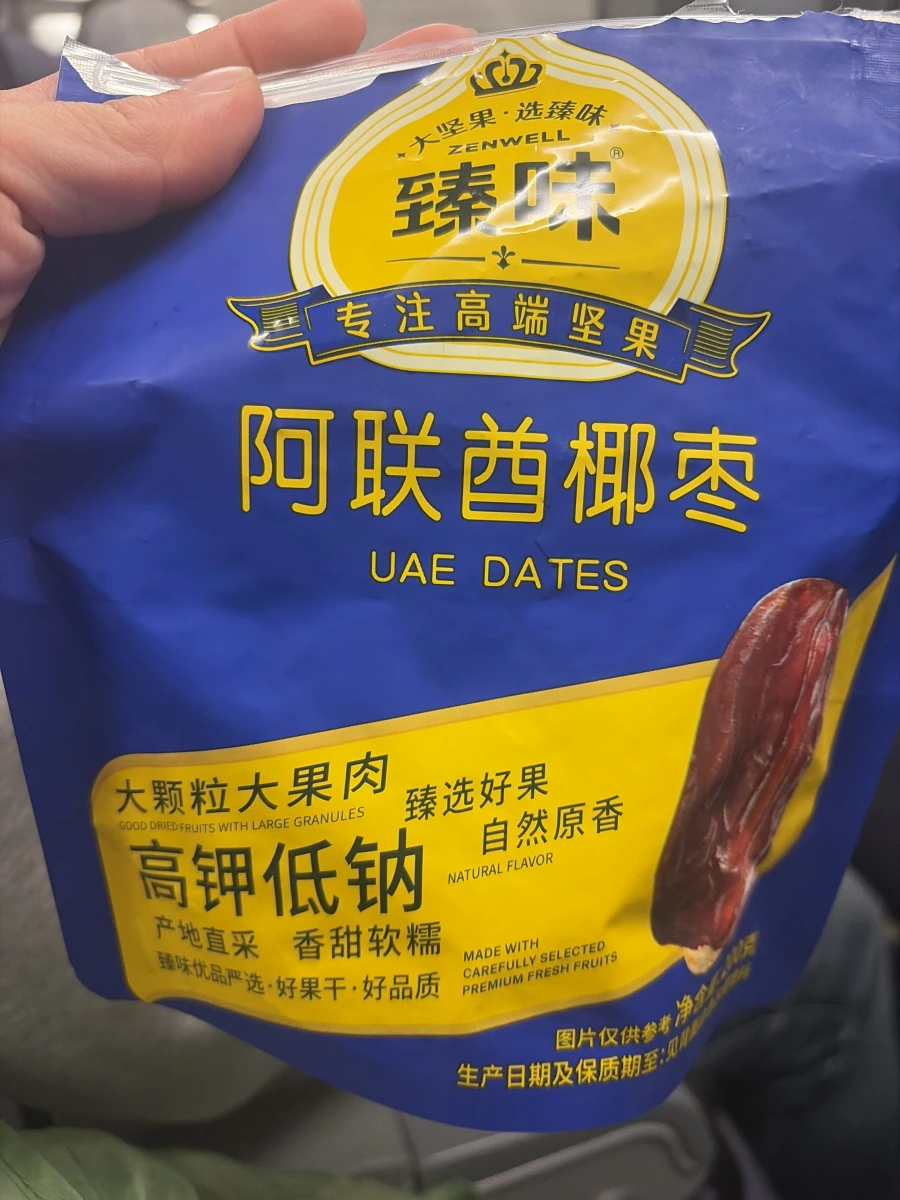 大坚果·选臻味
ZENWELL
臻味®
专注高端坚果
阿联酋椰枣
UAE DATES
大颗粒大果肉
GOOD DRIED FRUITS WITH LARGE GRANULES
臻选好果
自然原香
NATURAL FLAVOR
高钾低钠
产地直采 香甜软糯
臻味优品严选·好果干·好品质
MADE WITH
CAREFULLY SELECTED
PREMIUM FRESH FRUITS
净含
图片仅供参考
生产日期及保质期至:见